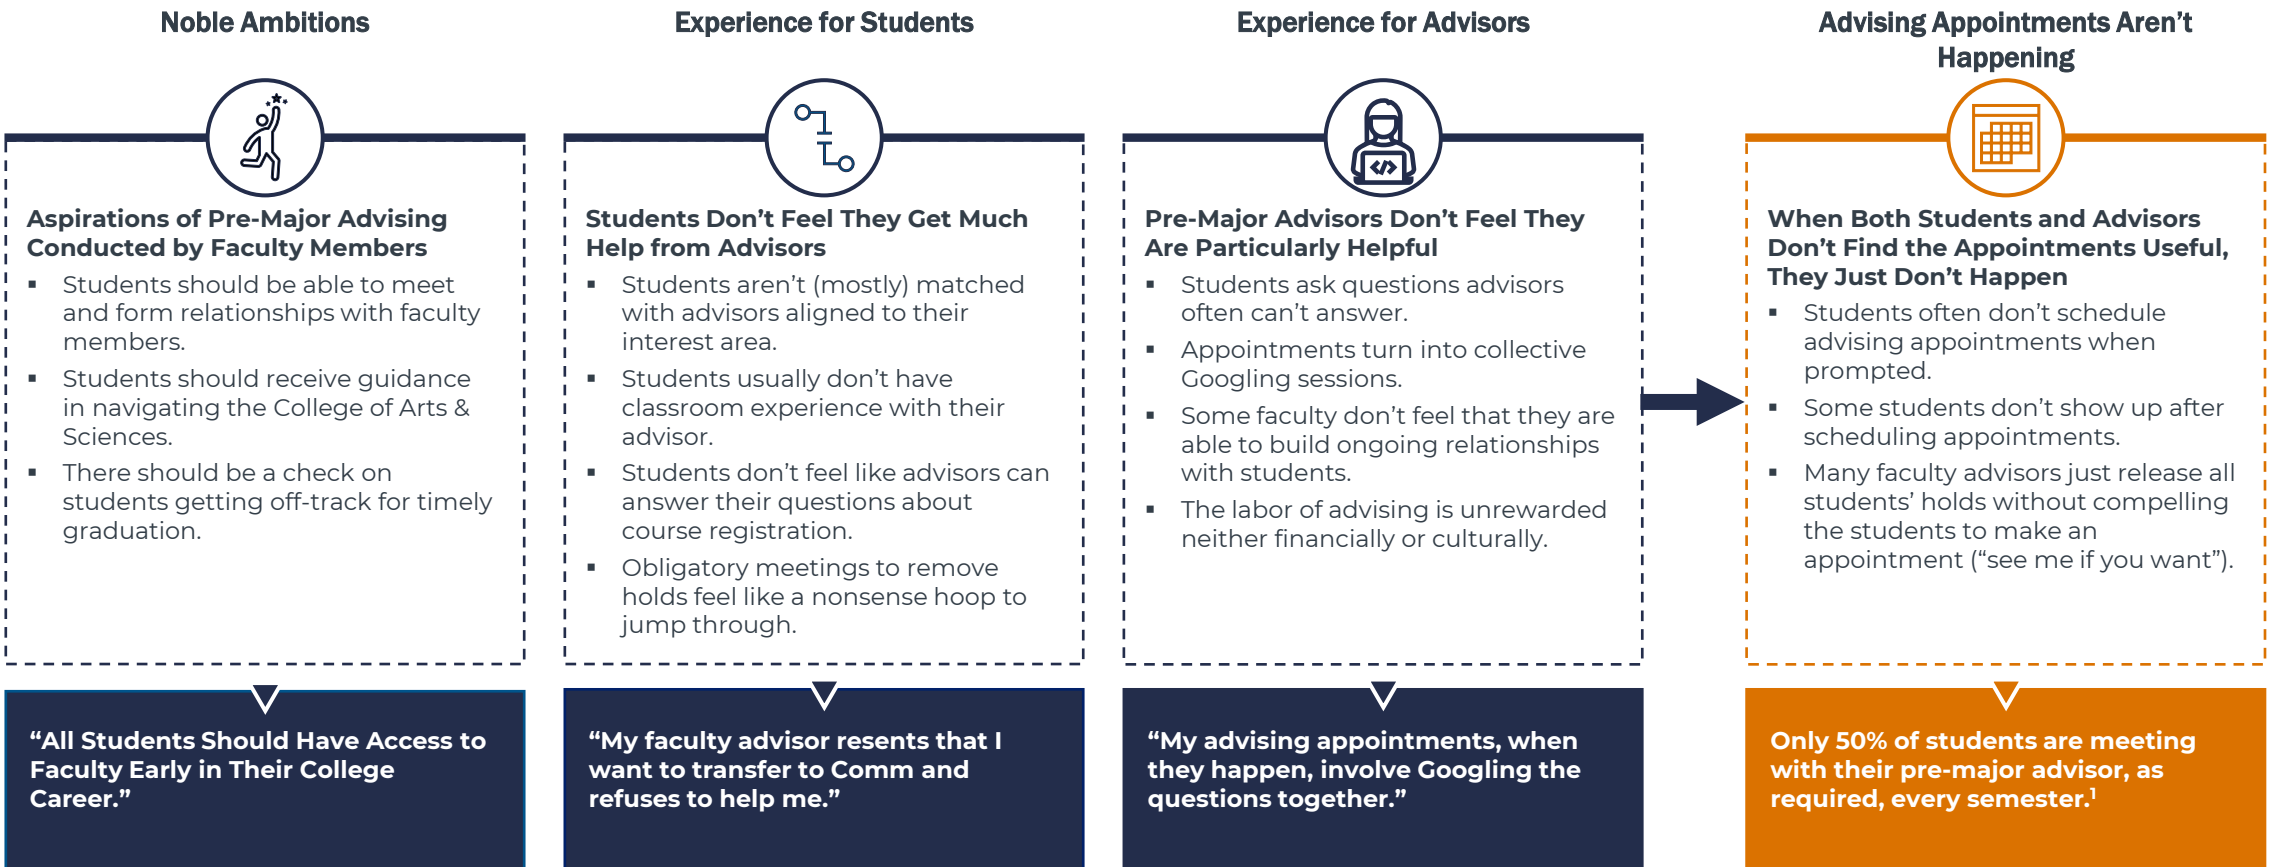 Noble Ambitions
Aspirations of Pre-Major Advising
Conducted by Faculty Members
▪ Students should be able to meet
and form relationships with faculty
members.
▪ Students should receive guidance
in navigating the College of Arts &
Sciences.
▪ There should be a check on
students getting off-track for timely
graduation.
“All Students Should Have Access to
Faculty Early in Their College
Career.”
Experience for Students
Students Don’t Feel They Get Much
Help from Advisors
▪ Students aren’t (mostly) matched
with advisors aligned to their
interest area.
▪ Students usually don’t have
classroom experience with their
advisor.
▪ Students don’t feel like advisors can
answer their questions about
course registration.
▪ Obligatory meetings to remove
holds feel like a nonsense hoop to
jump through.
“My faculty advisor resents that I
want to transfer to Comm and
refuses to help me.”
Experience for Advisors
Pre-Major Advisors Don’t Feel They
Are Particularly Helpful
▪ Students ask questions advisors
often can’t answer.
▪ Appointments turn into collective
Googling sessions.
▪ Some faculty don’t feel that they are
able to build ongoing relationships
with students.
▪ The labor of advising is unrewarded
neither financially or culturally.
“My advising appointments, when
they happen, involve Googling the
questions together.”
Advising Appointments Aren’t
Happening
When Both Students and Advisors
Don’t Find the Appointments Useful,
They Just Don’t Happen
▪ Students often don’t schedule
advising appointments when
prompted.
▪ Some students don’t show up after
scheduling appointments.
▪ Many faculty advisors just release all
students’ holds without compelling
the students to make an
appointment (“see me if you want”).
Only 50% of students are meeting
with their pre-major advisor, as
required, every semester.¹